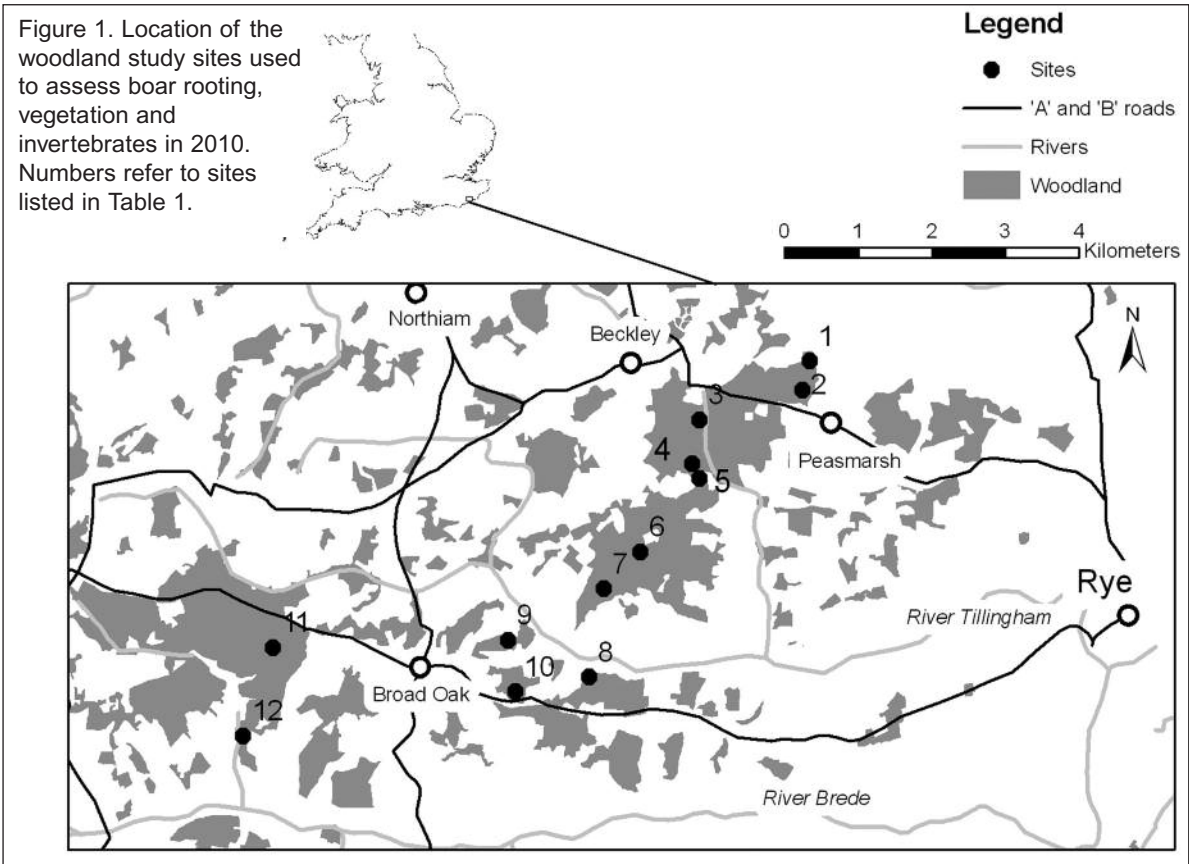 Figure 1. Location of the
woodland study sites used
to assess boar rooting,
vegetation and
invertebrates in 2010.
Numbers refer to sites
listed in Table 1.
Legend
Sites
'A' and 'B' roads
Rivers
Woodland
0 1 2 3 4
Kilometers
Northiam
Beckley
N
1
2
3
4
5
Peasmarsh
6
7
Rye
River Tillingham
9
11
8
10
Broad Oak
12
River Brede